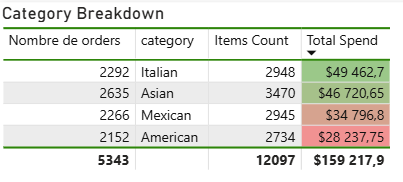 Category Breakdown
Nombre de orders category Items Count Total Spend
2292 Italian 2948 $49 462,7
2635 Asian 3470 $46 720,65
2266 Mexican 2945 $34 796,8
2152 American 2734 $28 237,75
5343 12097 $159 217,9